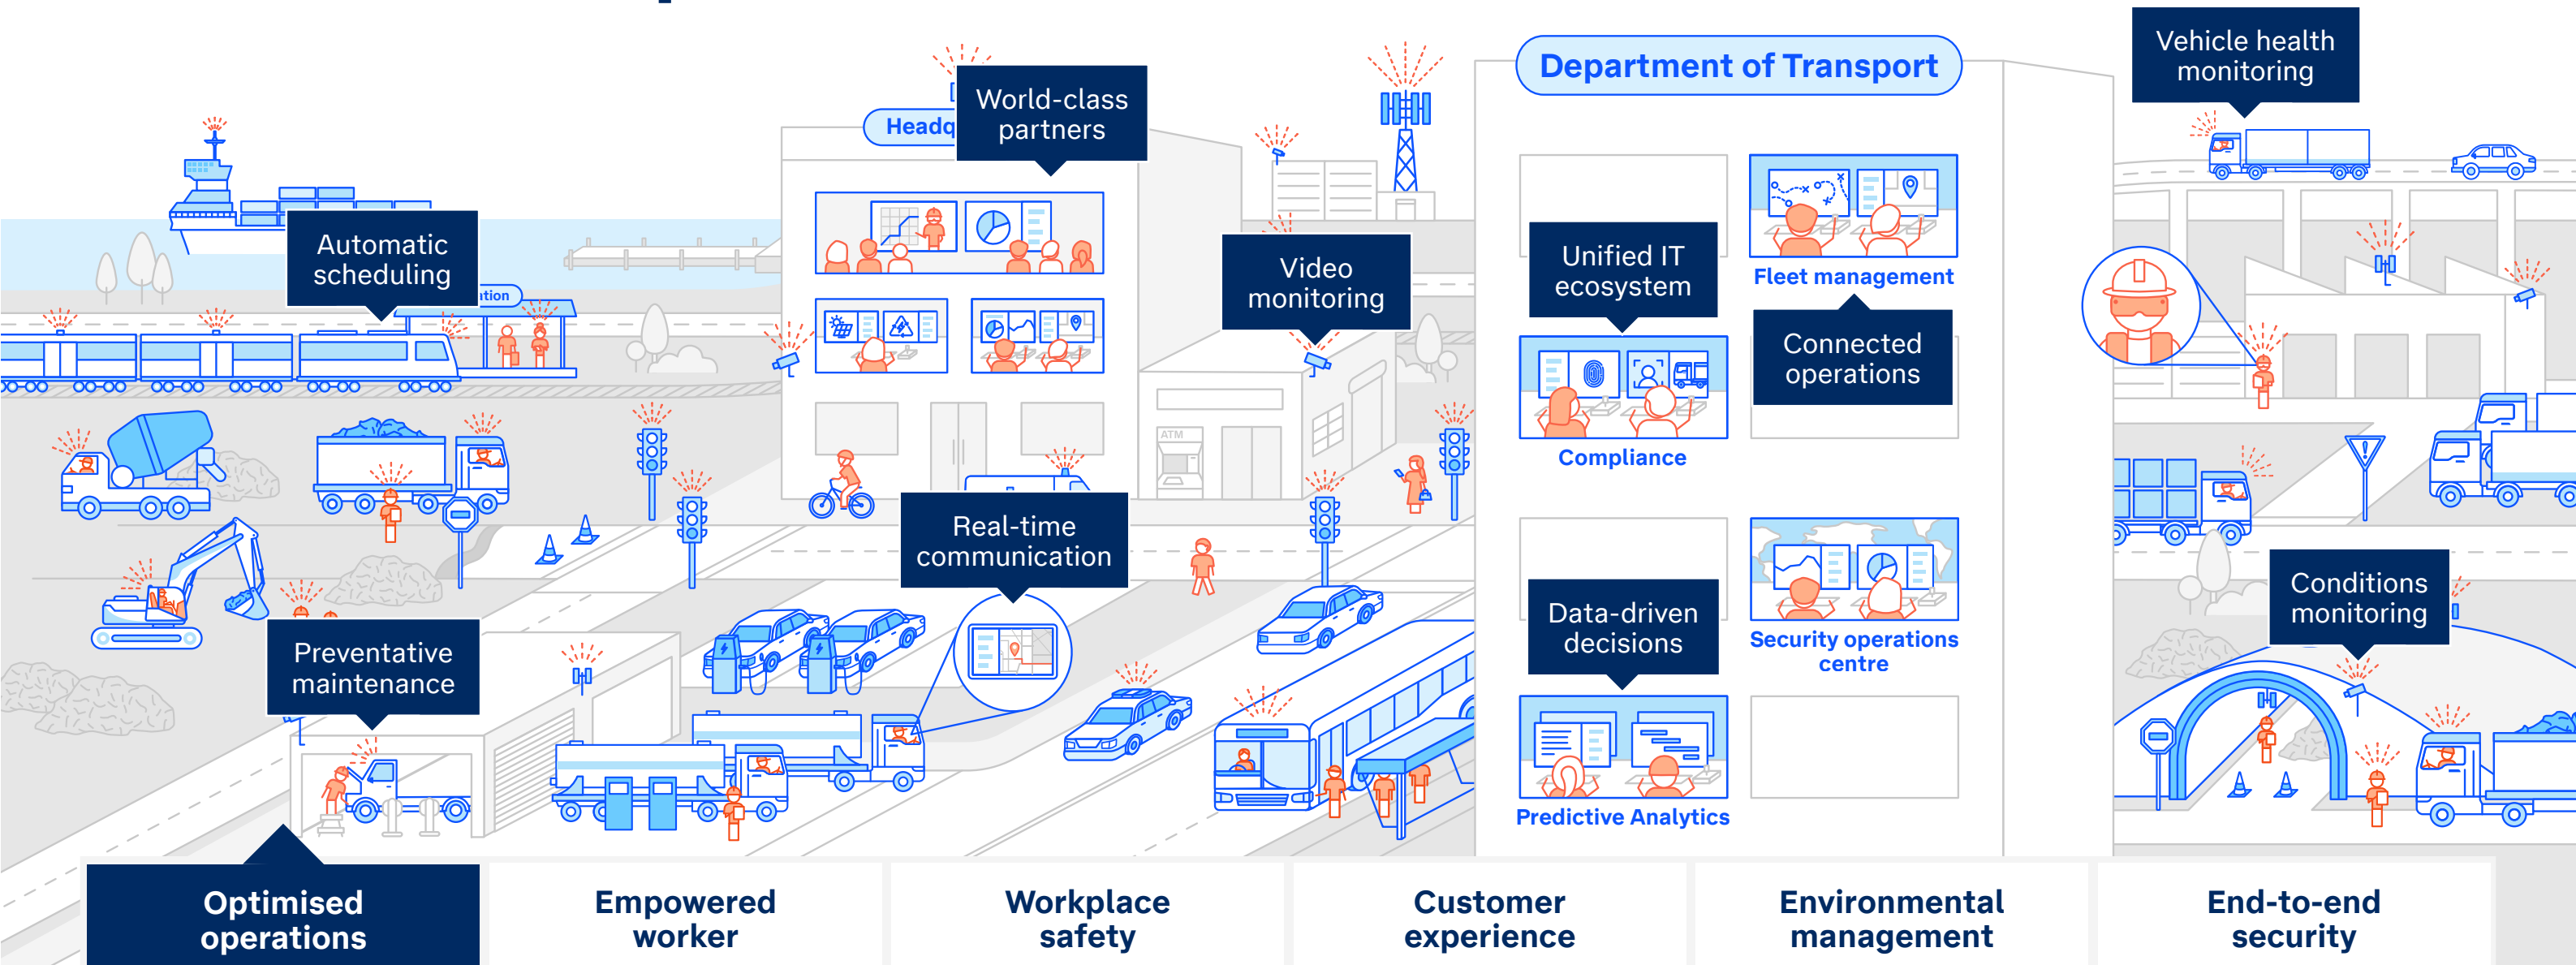 Vehicle health
monitoring
Department of Transport
World-class
partners
Automatic
scheduling
Video
monitoring
Unified IT
ecosystem
Fleet management
Connected
operations
ATM
Compliance
Real-time
communication
Data-driven
decisions
Security operations
centre
Conditions
monitoring
Preventative
maintenance
Predictive Analytics
Optimised
operations
Empowered
worker
Workplace
safety
Customer
experience
Environmental
management
End-to-end
security